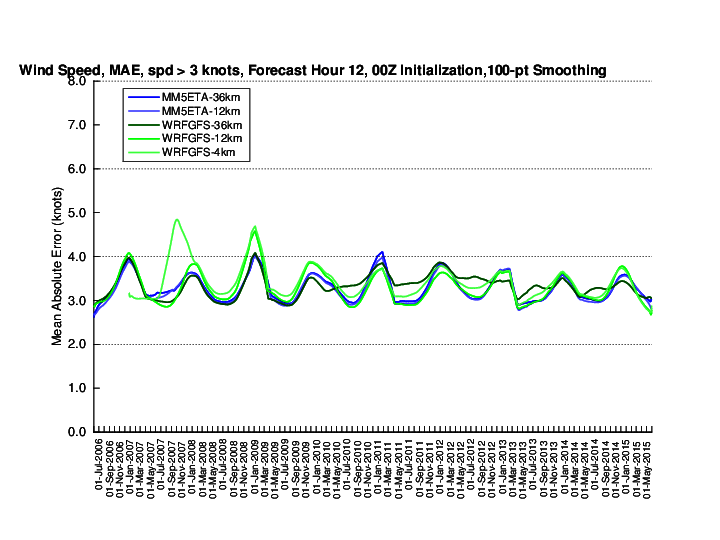 Wind Speed, MAE, spd > 3 knots, Forecast Hour 12, 00Z Initialization,100-pt Smoothing
8.0
7.0
6.0
5.0
4.0
3.0
2.0
1.0
0.0
Mean Absolute Error (knots)
MM5ETA-36km
MM5ETA-12km
WRFGFS-36km
WRFGFS-12km
WRFGFS-4km
01-Jul-2006
01-Sep-2006
01-Nov-2006
01-Jan-2007
01-Mar-2007
01-May-2007
01-Jul-2007
01-Sep-2007
01-Nov-2007
01-Jan-2008
01-Mar-2008
01-May-2008
01-Jul-2008
01-Sep-2008
01-Nov-2008
01-Jan-2009
01-Mar-2009
01-May-2009
01-Jul-2009
01-Sep-2009
01-Nov-2009
01-Jan-2010
01-Mar-2010
01-May-2010
01-Jul-2010
01-Sep-2010
01-Nov-2010
01-Jan-2011
01-Mar-2011
01-May-2011
01-Jul-2011
01-Sep-2011
01-Nov-2011
01-Jan-2012
01-Mar-2012
01-May-2012
01-Jul-2012
01-Sep-2012
01-Nov-2012
01-Jan-2013
01-Mar-2013
01-May-2013
01-Jul-2013
01-Sep-2013
01-Nov-2013
01-Jan-2014
01-Mar-2014
01-May-2014
01-Jul-2014
01-Sep-2014
01-Nov-2014
01-Jan-2015
01-Mar-2015
01-May-2015